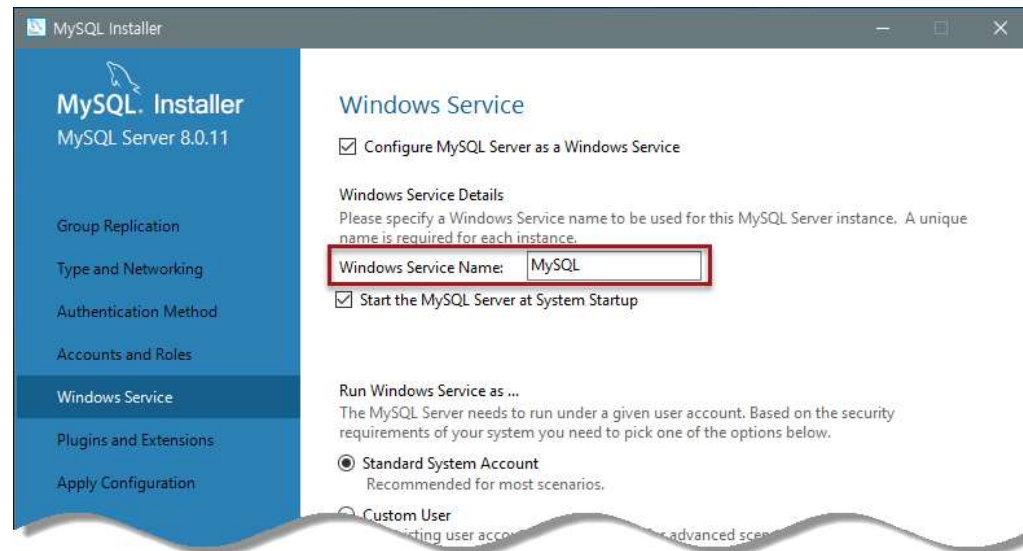 MySQL Installer
MySQL. Installer
MySQL Server 8.0.11
Group Replication
Type and Networking
Authentication Method
Accounts and Roles
Windows Service
Plugins and Extensions
Apply Configuration
Windows Service
Configure MySQL Server as a Windows Service
Windows Service Details
Please specify a Windows Service name to be used for this MySQL Server instance. A unique
name is required for each instance.
Windows Service Name: MySQL
Start the MySQL Server at System Startup
Run Windows Service as ...
The MySQL Server needs to run under a given user account. Based on the security
requirements of your system you need to pick one of the options below.
Standard System Account
Recommended for most scenarios.
Custom User
user advanced